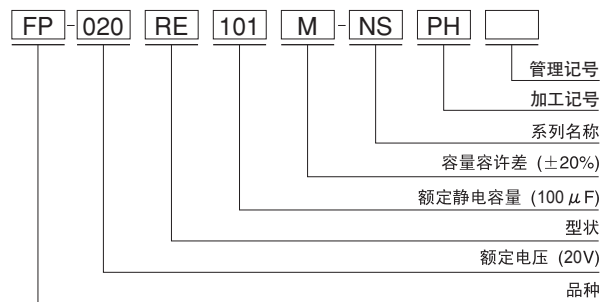 FP-020 RE 101 M-NS PH
管理记号
加工记号
系列名称
容量容许差 (±20%)
额定静电容量 (100μF)
型状
额定电压 (20V)
品种